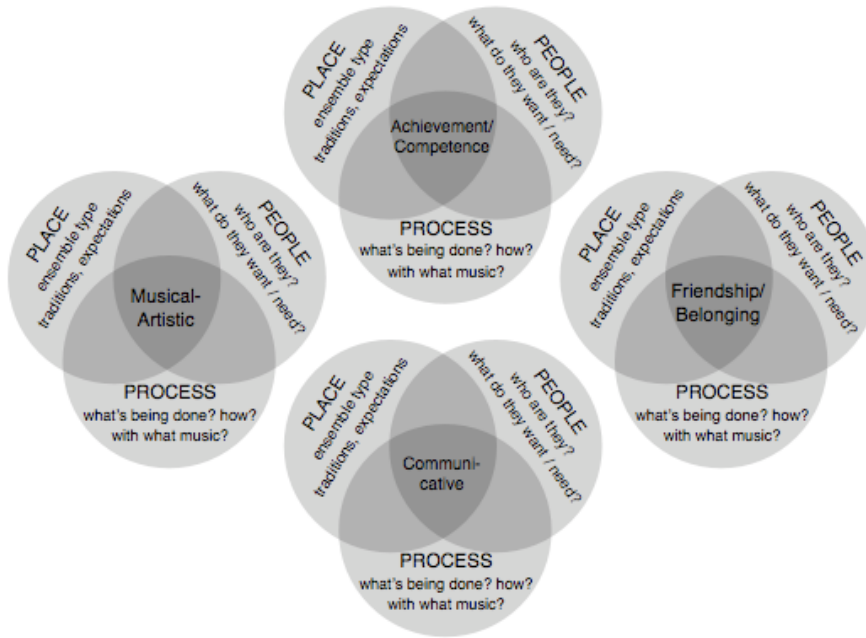 PLACE
ensemble type
traditions, expectations
PEOPLE
who are they?
what do they want / need?
Achievement/
Competence
PROCESS
what's being done? how?
with what music?
PLACE
ensemble type
traditions, expectations
PEOPLE
who are they?
what do they want / need?
Musical-
Artistic
PROCESS
what's being done? how?
with what music?
PLACE
ensemble type
traditions, expectations
PEOPLE
who are they?
what do they want / need?
Friendship/
Belonging
PROCESS
what's being done? how?
with what music?
PLACE
ensemble type
traditions, expectations
PEOPLE
who are they?
what do they want / need?
Communi-
cative
PROCESS
what's being done? how?
with what music?